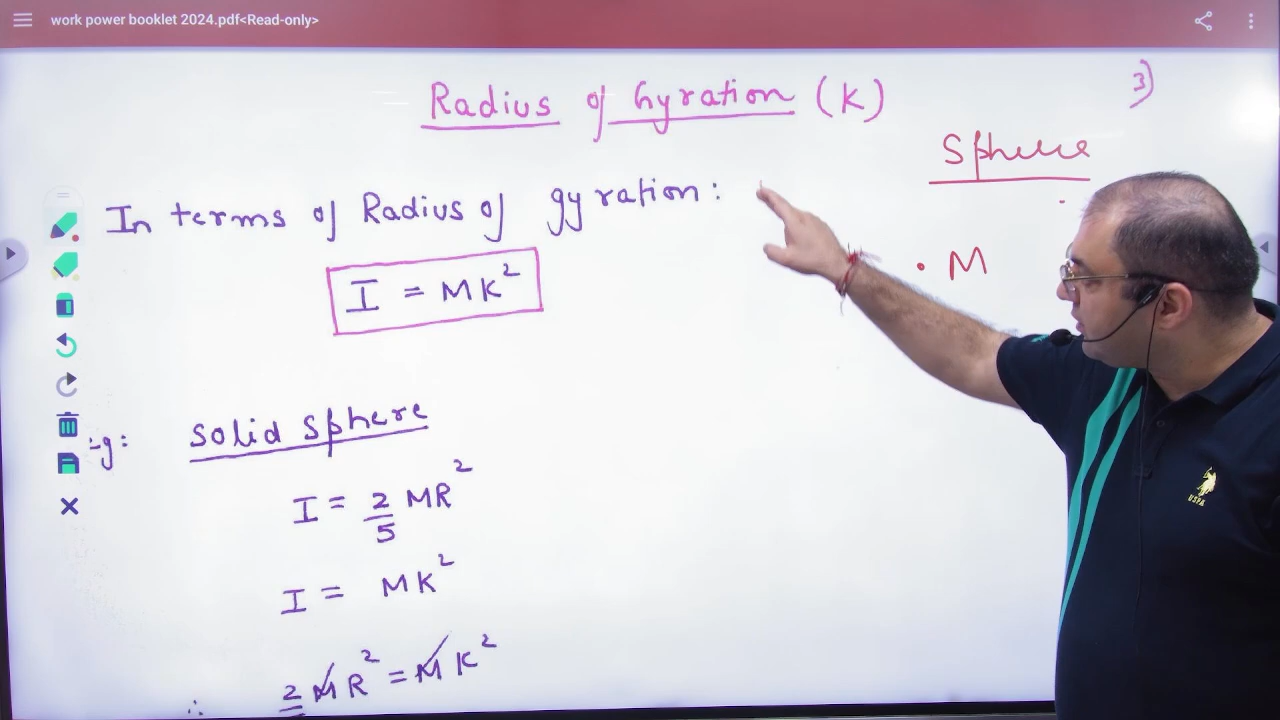 work power booklet 2024.pdf<Read-only>
Radius of Gyration (K)
3)
Sphere
In terms of Radius of gyration:
• M
I = MK²
Solid Sphere
I = 2/5 MR²
I = MK²
∴ 2 MR² = MK²
USPA